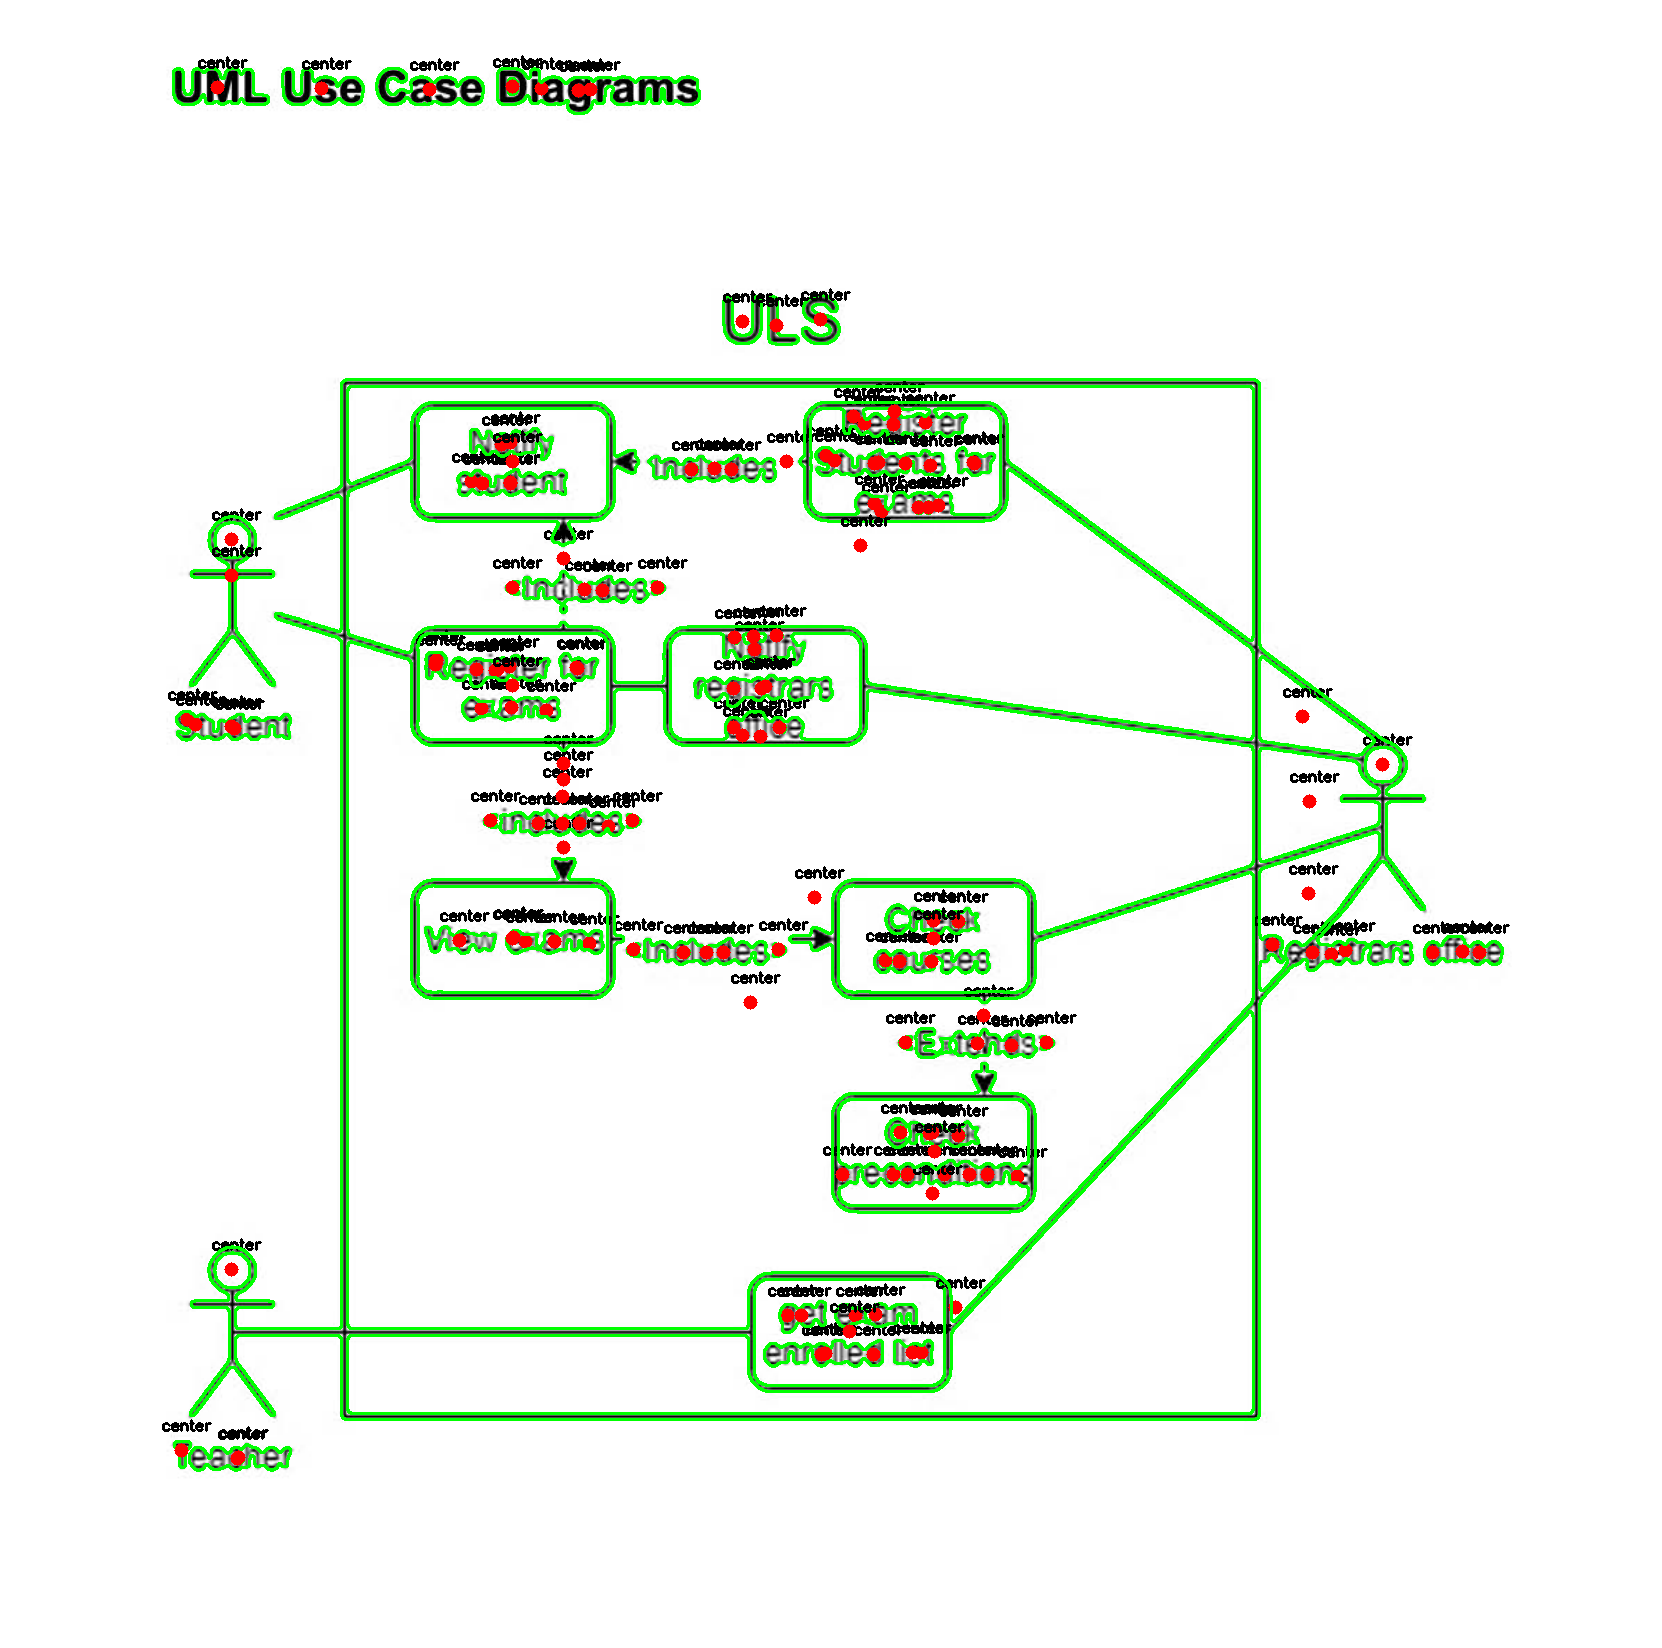 UML Use Case Diagrams
ULS
Notify
student
Includes
Register
Students for
exams
Includes
Student
Register for
exams
Notify
registrars
office
includes
View exams
Includes
Check
courses
Registrars office
Extends
Check
preconditions
get exam
enrolled list
Teacher
center